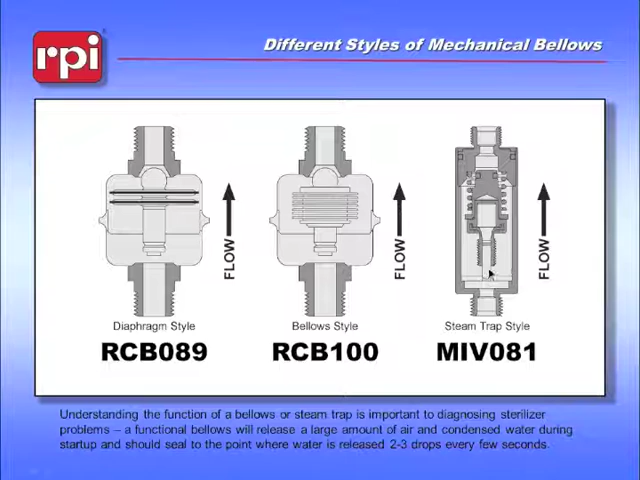 rpi
Different Styles of Mechanical Bellows
FLOW
FLOW
FLOW
Diaphragm Style
Bellows Style
Steam Trap Style
RCB089
RCB100
MIV081
Understanding the function of a bellows or steam trap is important to diagnosing sterilizer
problems – a functional bellows will release a large amount of air and condensed water during
startup and should seal to the point where water is released 2-3 drops every few seconds.